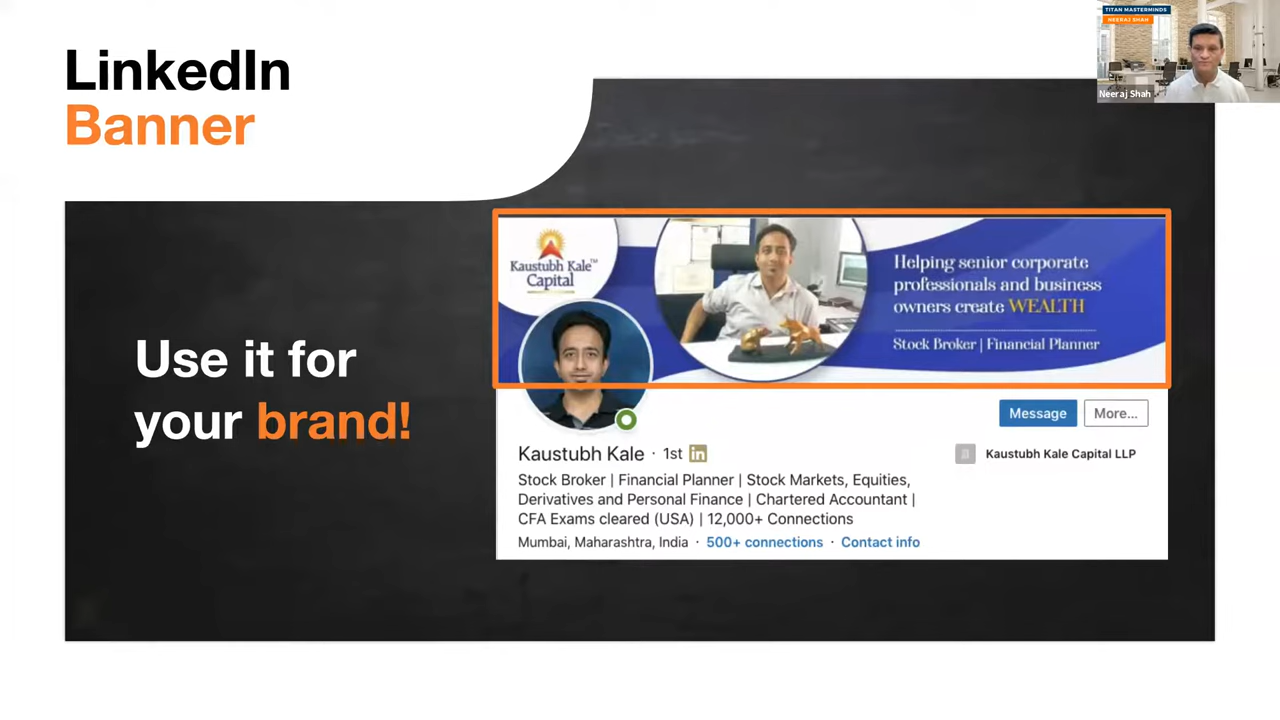 LinkedIn
Banner
TITAN MASTERMINDS
NEERAJ SHAH
Neeraj Shah
Use it for
your brand!
Kaustubh Kale™
Capital
Helping senior corporate
professionals and business
owners create WEALTH
Stock Broker | Financial Planner
Message
More...
Kaustubh Kale · 1st in
Kaustubh Kale Capital LLP
Stock Broker | Financial Planner | Stock Markets, Equities,
Derivatives and Personal Finance | Chartered Accountant |
CFA Exams cleared (USA) | 12,000+ Connections
Mumbai, Maharashtra, India · 500+ connections · Contact info